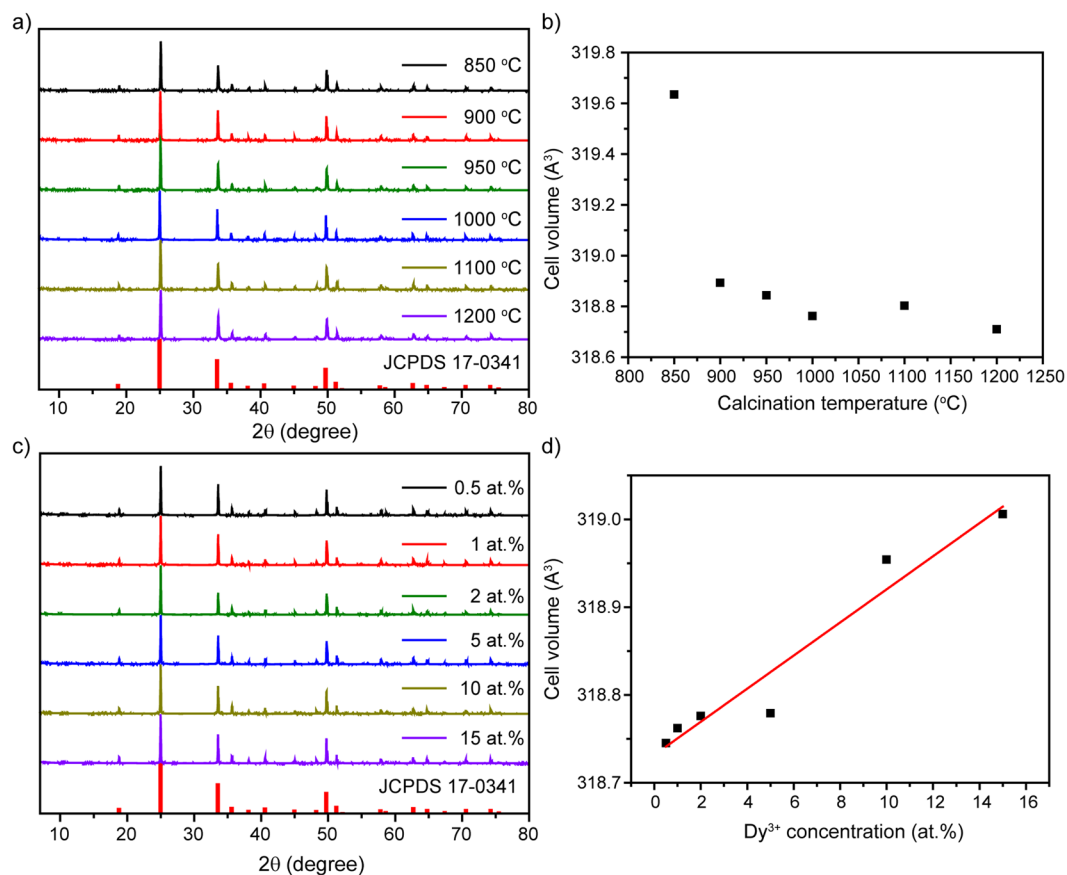 a)
850 °C
900 °C
950 °C
1000 °C
1100 °C
1200 °C
JCPDS 17-0341
10 20 30 40 50 60 70 80
2θ (degree)
b)
319.8
319.6
319.4
319.2
319.0
318.8
318.6
Cell volume (A³)
800 850 900 950 1000 1050 1100 1150 1200 1250
Calcination temperature (°C)
c)
0.5 at.%
1 at.%
2 at.%
5 at.%
10 at.%
15 at.%
JCPDS 17-0341
10 20 30 40 50 60 70 80
2θ (degree)
d)
319.0
318.9
318.8
318.7
Cell volume (A³)
0 2 4 6 8 10 12 14 16
Dy³⁺ concentration (at.%)